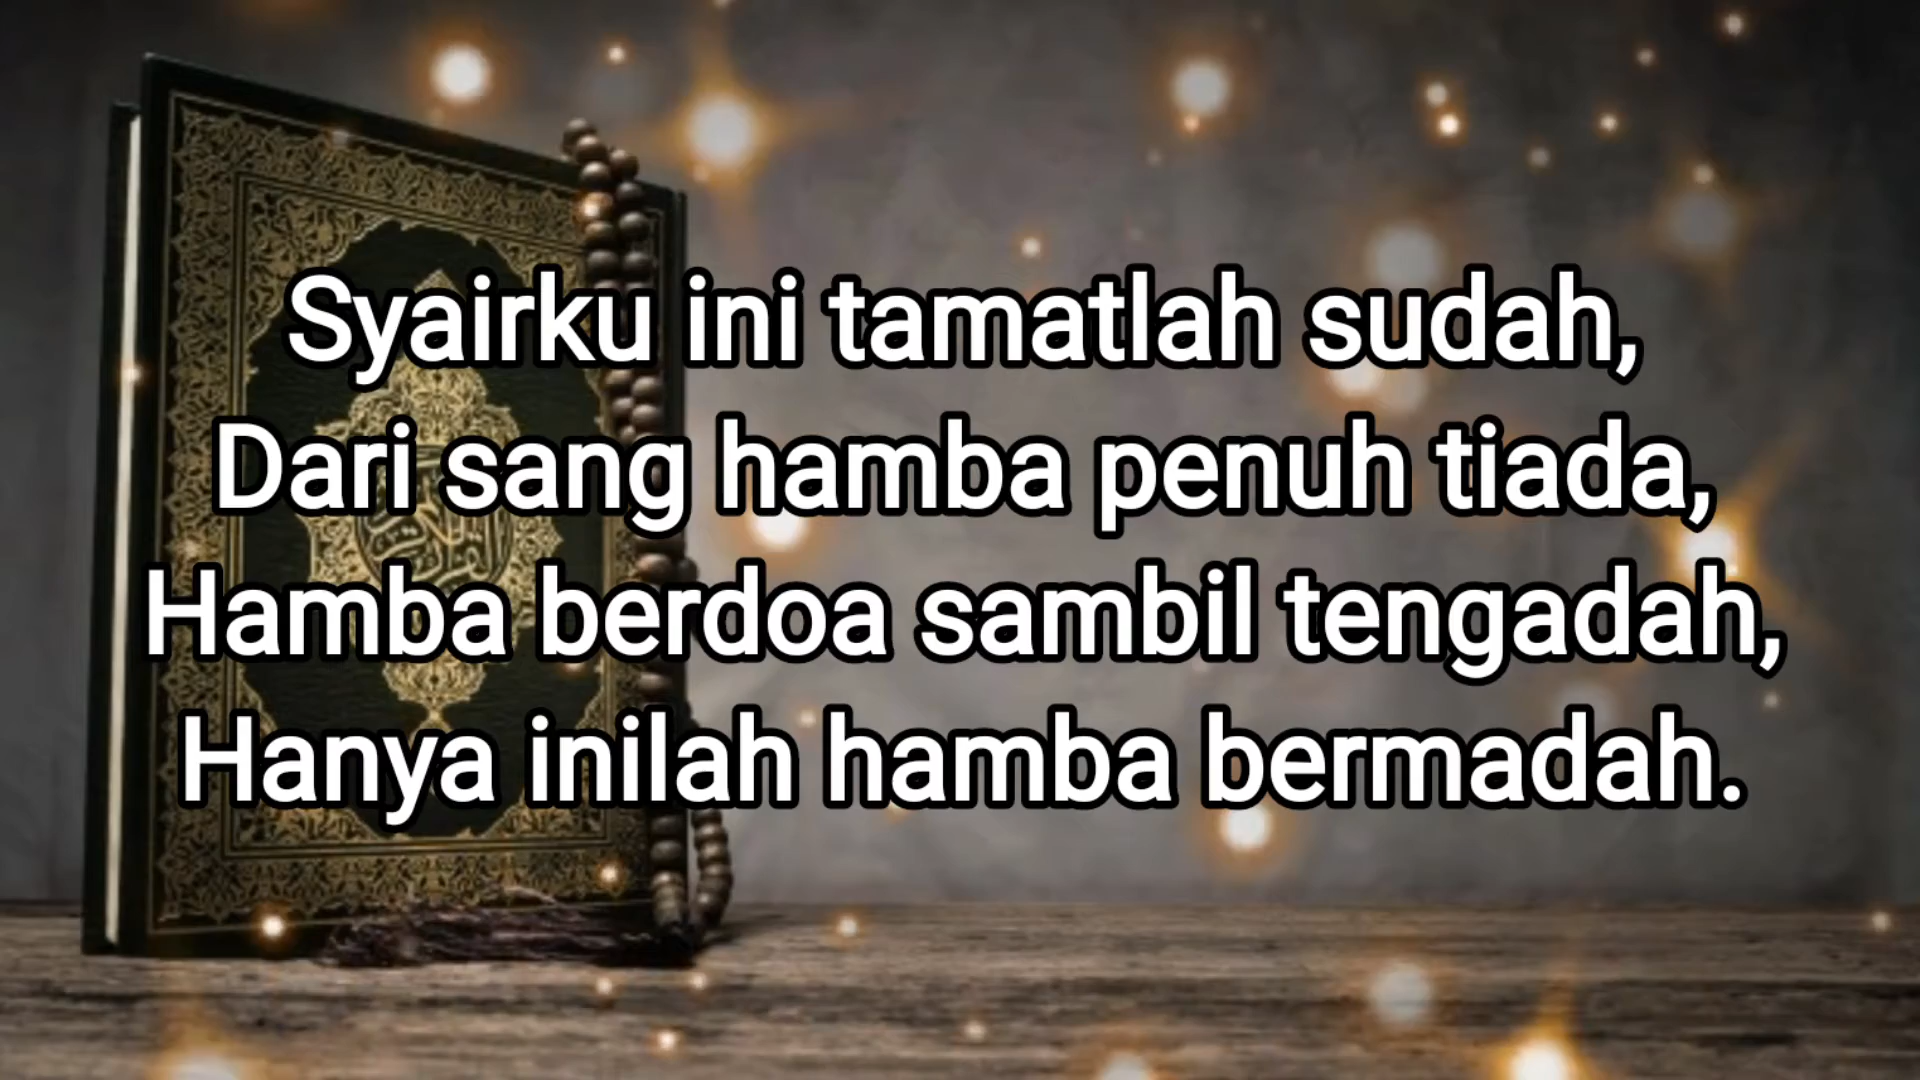 Syairku ini tamatlah sudah,
Dari sang hamba penuh tiada,
Hamba berdoa sambil tengadah,
Hanya inilah hamba bermadah.